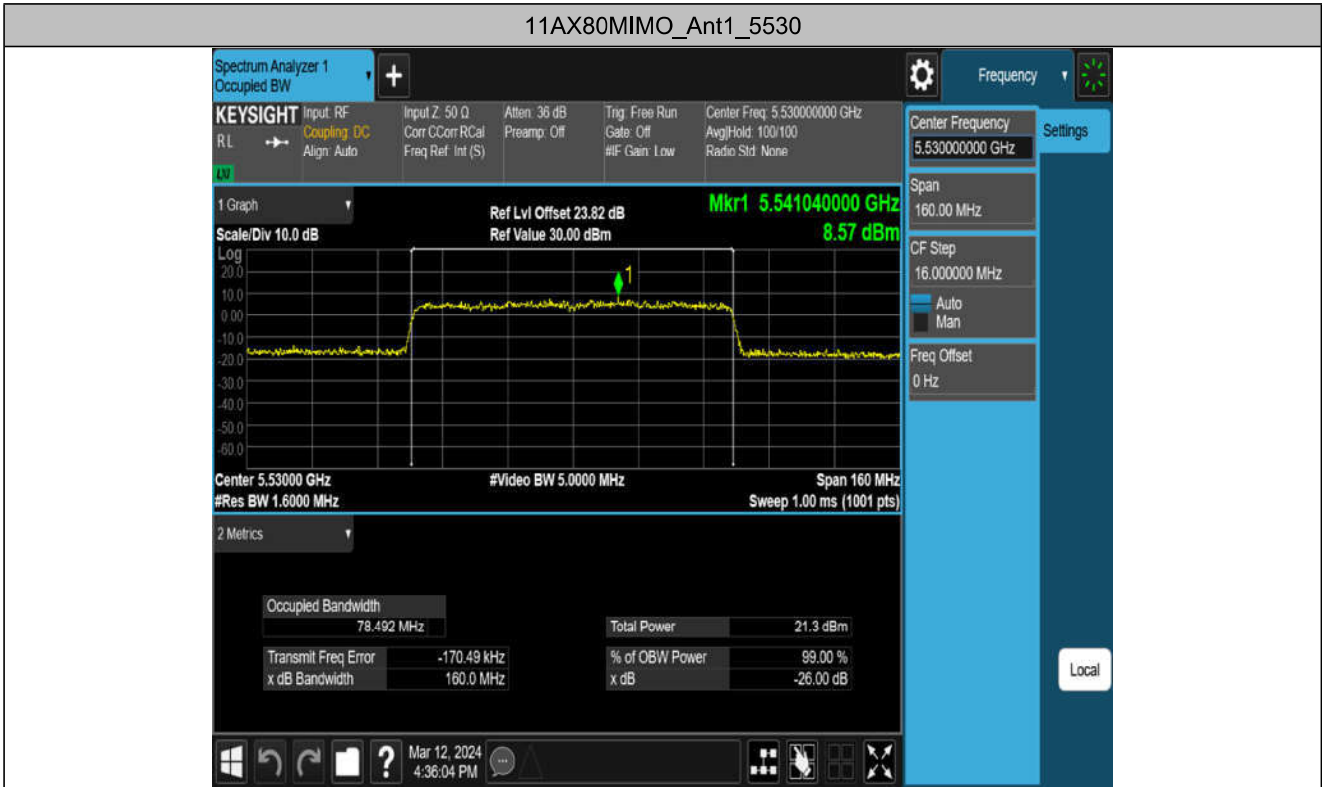 11AX80MIMO_Ant1_5530
Spectrum Analyzer 1
Occupied BW
+
Frequency
KEYSIGHT
RL
LXI
Input: RF
Coupling: DC
Align: Auto
Input Z: 50 Ω
Corr CCorr RCal
Freq Ref: Int (S)
Atten: 36 dB
Preamp: Off
Trig: Free Run
Gate: Off
#IF Gain: Low
Center Freq: 5.530000000 GHz
Avg|Hold: 100/100
Radio Std: None
Center Frequency
5.530000000 GHz
Settings
Span
160.00 MHz
CF Step
16.000000 MHz
Auto
Man
Freq Offset
0 Hz
Local
1 Graph
Scale/Div 10.0 dB
Ref Lvl Offset 23.82 dB
Ref Value 30.00 dBm
Mkr1 5.541040000 GHz
8.57 dBm
Log
20.0
10.0
0.00
-10.0
-20.0
-30.0
-40.0
-50.0
-60.0
1
Center 5.53000 GHz
#Video BW 5.0000 MHz
Span 160 MHz
#Res BW 1.6000 MHz
Sweep 1.00 ms (1001 pts)
2 Metrics
Occupied Bandwidth
78.492 MHz
Total Power 21.3 dBm
Transmit Freq Error -170.49 kHz
% of OBW Power 99.00 %
x dB Bandwidth 160.0 MHz
x dB -26.00 dB
?
Mar 12, 2024
4:36:04 PM